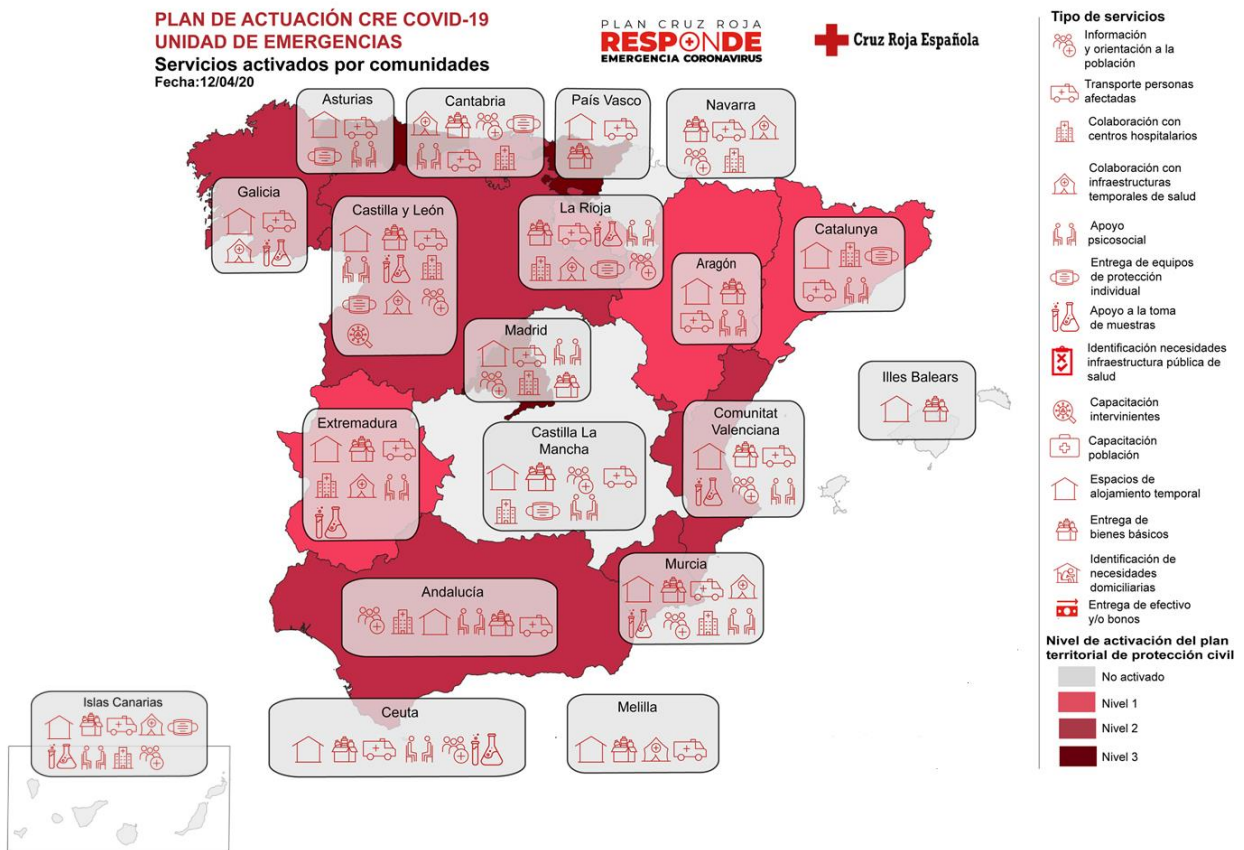 PLAN DE ACTUACIÓN CRE COVID-19
UNIDAD DE EMERGENCIAS
Servicios activados por comunidades
Fecha:12/04/20
PLAN CRUZ ROJA
RESPONDE
EMERGENCIA CORONAVIRUS
Cruz Roja Española
Asturias
Cantabria
País Vasco
Navarra
Galicia
Castilla y León
La Rioja
Catalunya
Aragón
Madrid
Illes Balears
Extremadura
Castilla La
Mancha
Comunitat
Valenciana
Andalucía
Murcia
Islas Canarias
Ceuta
Melilla
Tipo de servicios
Información
y orientación a la
población
Transporte personas
afectadas
Colaboración con
centros hospitalarios
Colaboración con
infraestructuras
temporales de salud
Apoyo
psicosocial
Entrega de equipos
de protección
individual
Apoyo a la toma
de muestras
Identificación necesidades
infraestructura pública de
salud
Capacitación
intervinientes
Capacitación
población
Espacios de
alojamiento temporal
Entrega de
bienes básicos
Identificación de
necesidades
domiciliarias
Entrega de efectivo
y/o bonos
Nivel de activación del plan
territorial de protección civil
No activado
Nivel 1
Nivel 2
Nivel 3